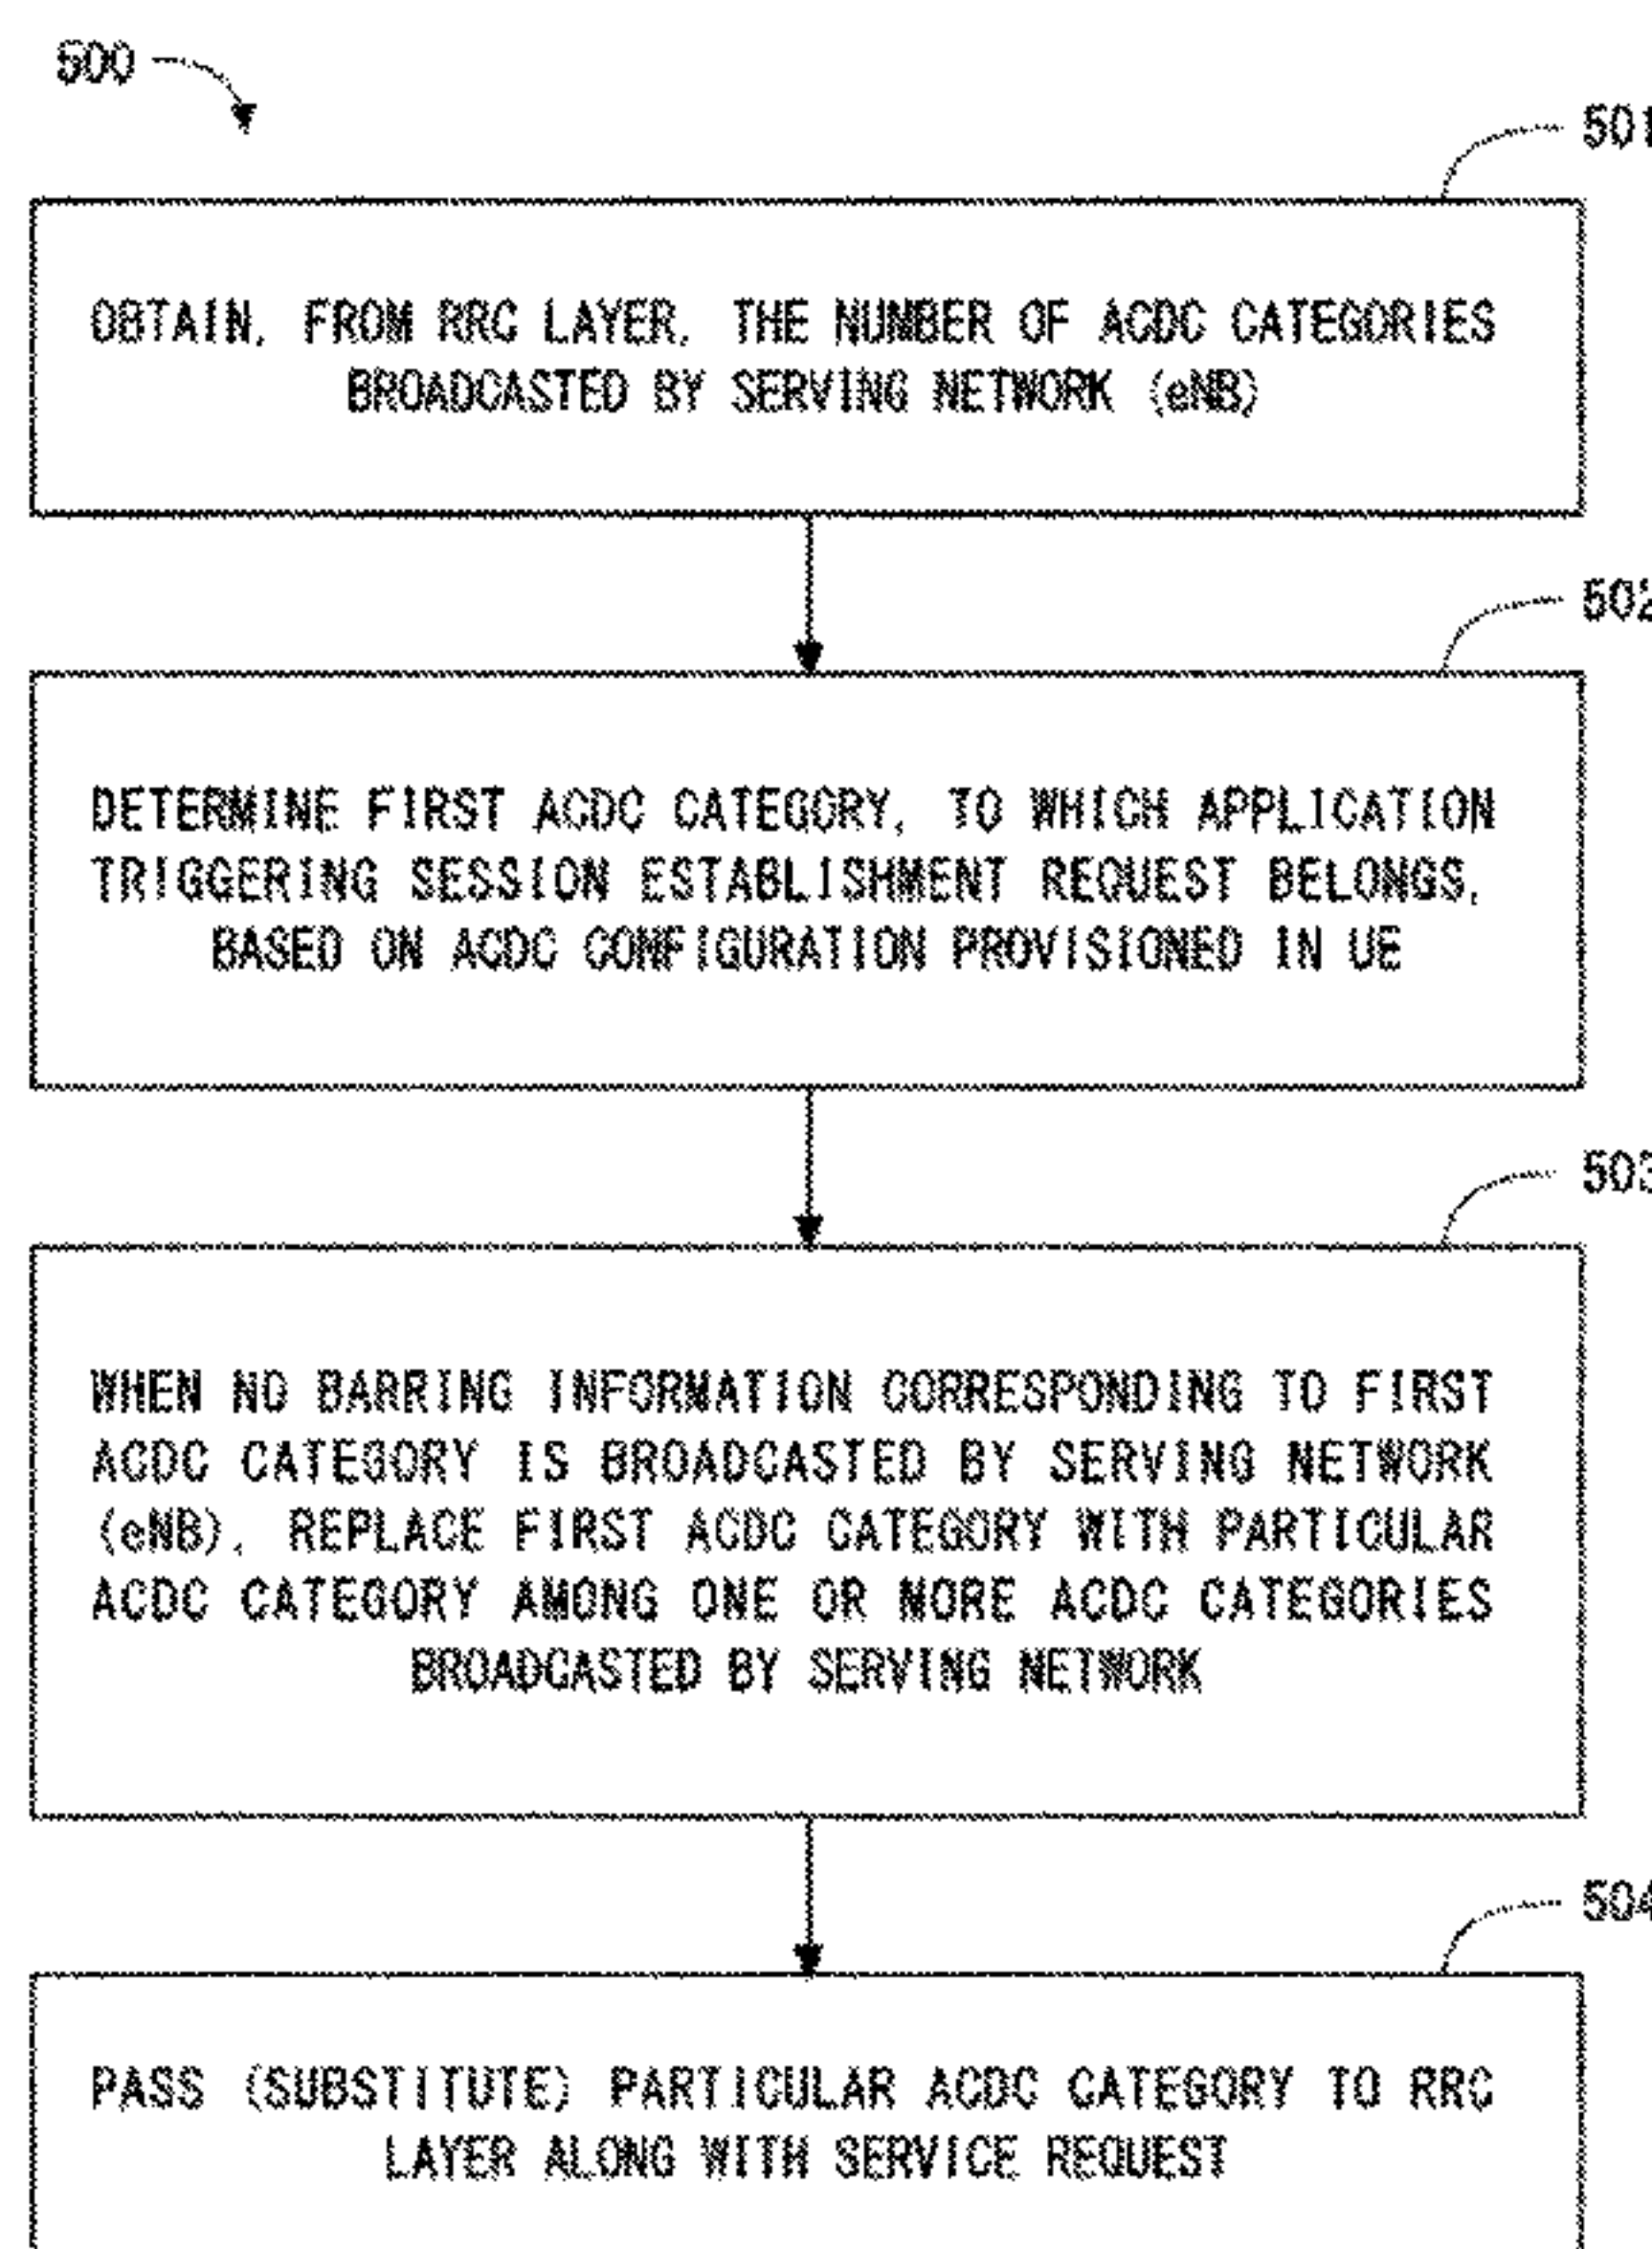 500
501
OBTAIN, FROM RRC LAYER, THE NUMBER OF ACDC CATEGORIES
BROADCASTED BY SERVING NETWORK (eNB)
502
DETERMINE FIRST ACDC CATEGORY, TO WHICH APPLICATION
TRIGGERING SESSION ESTABLISHMENT REQUEST BELONGS,
BASED ON ACDC CONFIGURATION PROVISIONED IN UE
503
WHEN NO BARRING INFORMATION CORRESPONDING TO FIRST
ACDC CATEGORY IS BROADCASTED BY SERVING NETWORK
(eNB), REPLACE FIRST ACDC CATEGORY WITH PARTICULAR
ACDC CATEGORY AMONG ONE OR MORE ACDC CATEGORIES
BROADCASTED BY SERVING NETWORK
504
PASS (SUBSTITUTE) PARTICULAR ACDC CATEGORY TO RRC
LAYER ALONG WITH SERVICE REQUEST